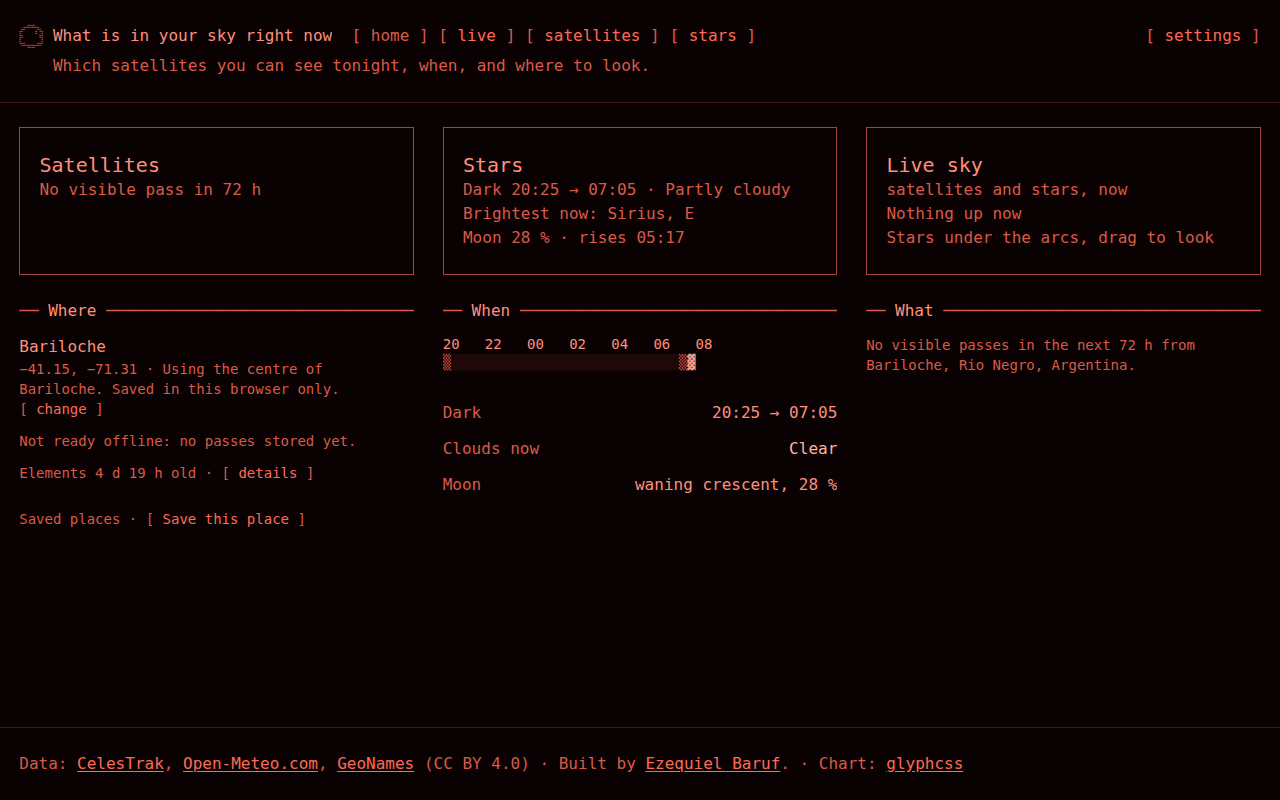 What is in your sky right now [ home ] [ live ] [ satellites ] [ stars ] [ settings ]
Which satellites you can see tonight, when, and where to look.
Satellites
No visible pass in 72 h
Stars
Dark 20:25 → 07:05 · Partly cloudy
Brightest now: Sirius, E
Moon 28 % · rises 05:17
Live sky
satellites and stars, now
Nothing up now
Stars under the arcs, drag to look
Where
Bariloche
−41.15, −71.31 · Using the centre of
Bariloche. Saved in this browser only.
[ change ]
Not ready offline: no passes stored yet.
Elements 4 d 19 h old · [ details ]
Saved places · [ Save this place ]
When
20 22 00 02 04 06 08
Dark 20:25 → 07:05
Clouds now Clear
Moon waning crescent, 28 %
What
No visible passes in the next 72 h from
Bariloche, Rio Negro, Argentina.
Data: CelesTrak, Open-Meteo.com, GeoNames (CC BY 4.0) · Built by Ezequiel Baruf. · Chart: glyphcss